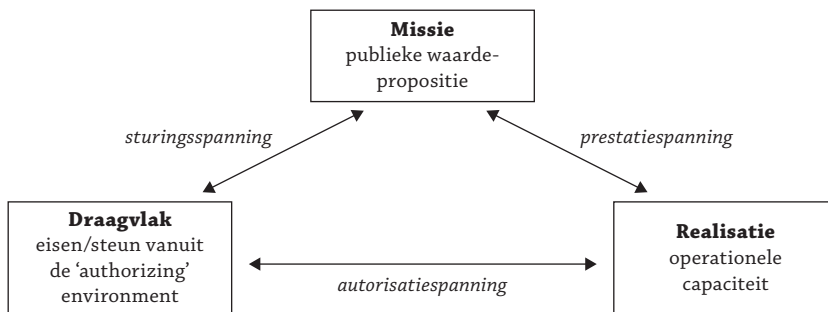 Missie
publieke waarde-
propositie
sturingsspanning
prestatiespanning
Draagvlak
eisen/steun vanuit
de ‘authorizing’
environment
Realisatie
operationele
capaciteit
autorisatiespanning